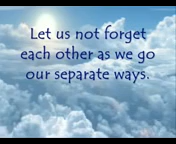 Let us not forget
each other as we go
our separate ways.